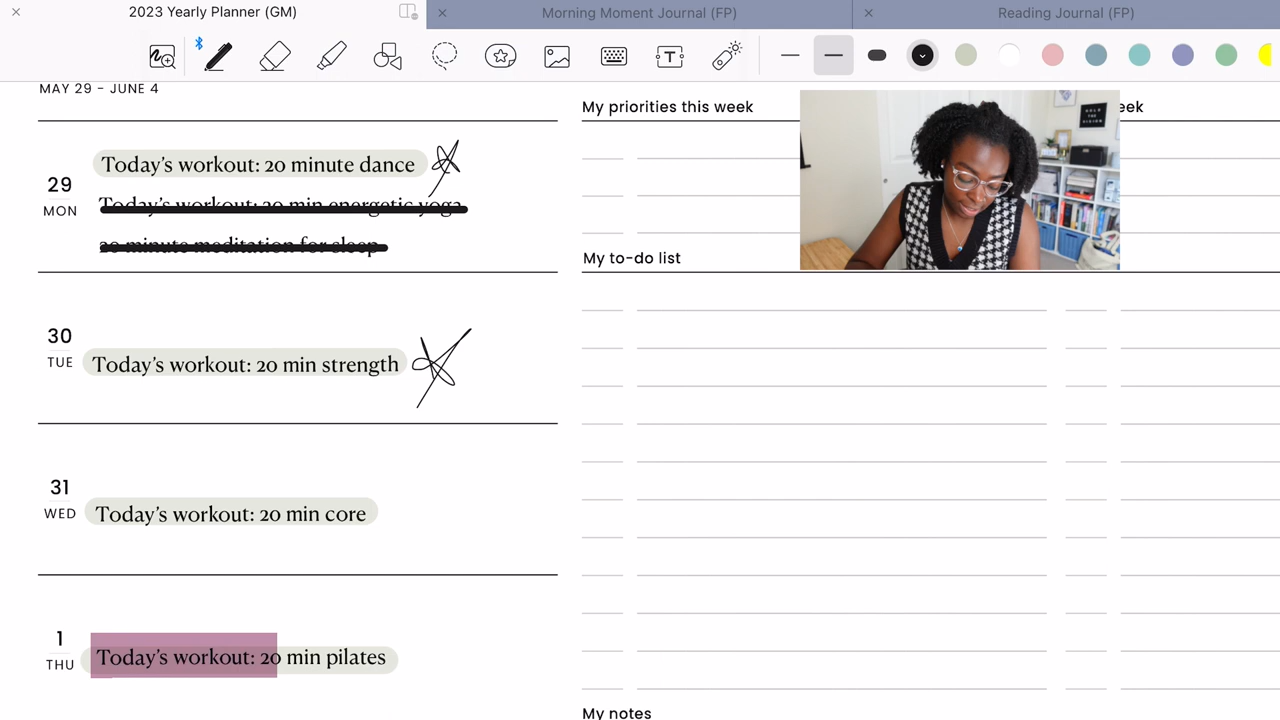 2023 Yearly Planner (GM)
Morning Moment Journal (FP)
Reading Journal (FP)
T
MAY 29 - JUNE 4
29
MON
Today's workout: 20 minute dance
Today's workout: 20 min energetic yoga
20 minute meditation for sleep
30
TUE
Today's workout: 20 min strength
31
WED
Today's workout: 20 min core
1
THU
Today's workout: 20 min pilates
My priorities this week
eek
HOLD
THE
VISION
My to-do list
My notes